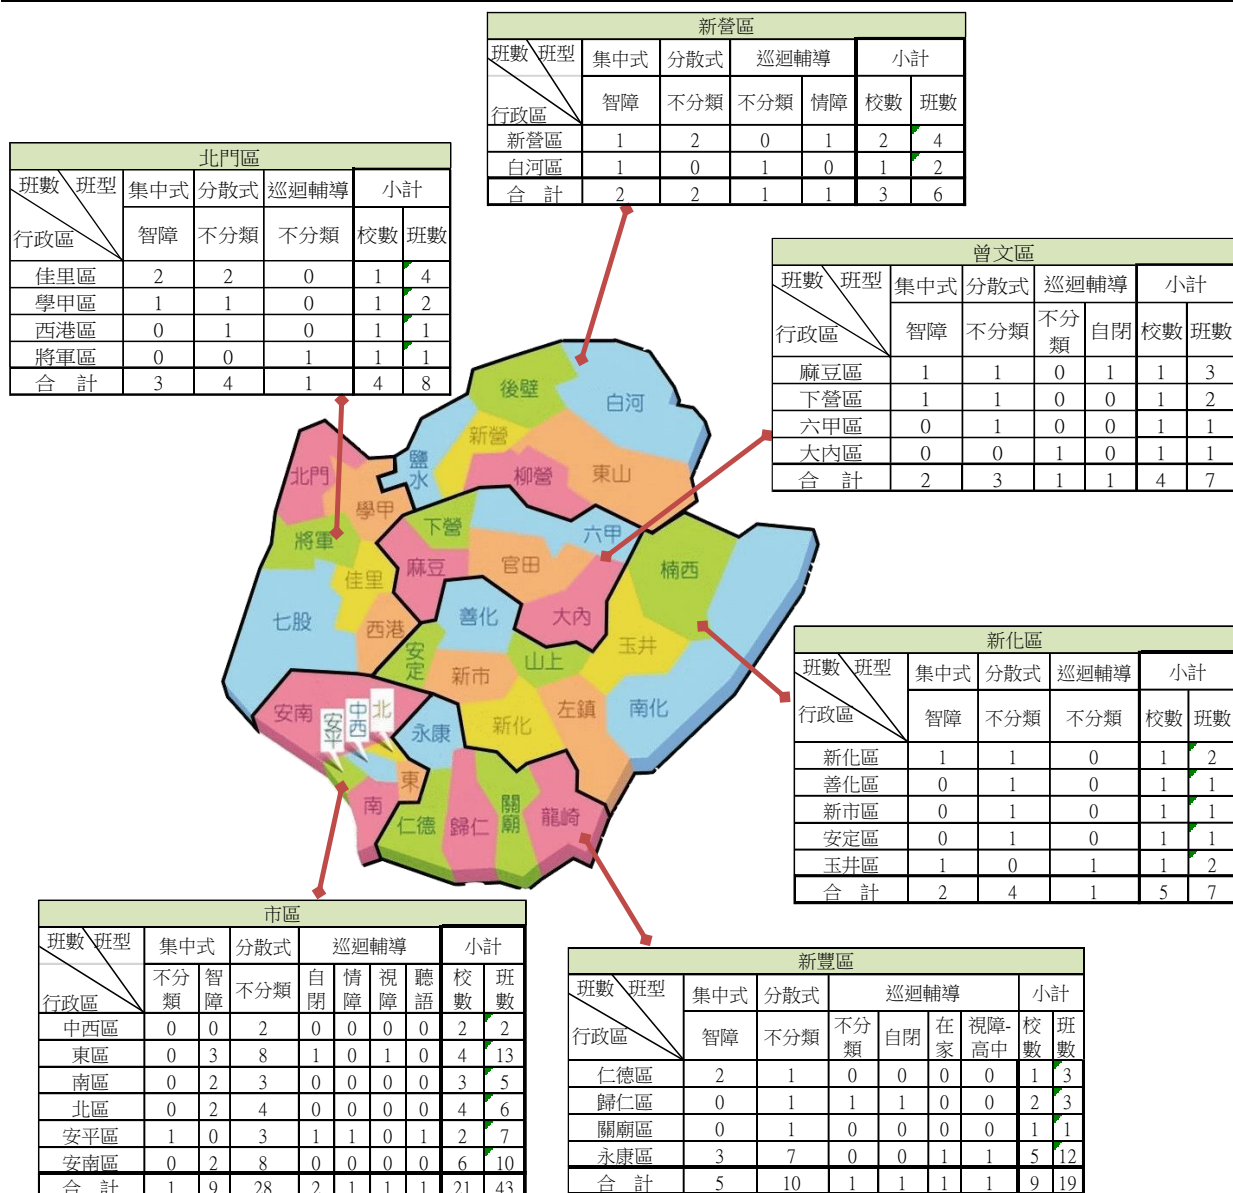 新營區
班數 班型 集中式 分散式 巡迴輔導 小計
行政區 智障 不分類 不分類 情障 校數 班數
新營區 1 2 0 1 2 4
白河區 1 0 1 0 1 2
合 計 2 2 1 1 3 6
北門區
班數 班型 集中式 分散式 巡迴輔導 小計
行政區 智障 不分類 不分類 校數 班數
佳里區 2 2 0 1 4
學甲區 1 1 0 1 2
西港區 0 1 0 1 1
將軍區 0 0 1 1 1
合 計 3 4 1 4 8
曾文區
班數 班型 集中式 分散式 巡迴輔導 小計
行政區 智障 不分類 不分類 自閉 校數 班數
麻豆區 1 1 0 1 1 3
下營區 1 1 0 0 1 2
六甲區 0 1 0 0 1 1
大內區 0 0 1 0 1 1
合 計 2 3 1 1 4 7
後壁
白河
新營
鹽水
柳營
東山
北門
學甲
下營
六甲
將軍
麻豆
官田
楠西
佳里
七股
西港
善化
大內
安定
山上
玉井
新市
安南
安平
中西
北
永康
新化
左鎮
南化
東
南
仁德
歸仁
關廟
龍崎
新化區
班數 班型 集中式 分散式 巡迴輔導 小計
行政區 智障 不分類 不分類 校數 班數
新化區 1 1 0 1 2
善化區 0 1 0 1 1
新市區 0 1 0 1 1
安定區 0 1 0 1 1
玉井區 1 0 1 1 2
合 計 2 4 1 5 7
市區
班數 班型 集中式 分散式 巡迴輔導 小計
行政區 不分類 智障 不分類 自閉 情障 視障 聽語 校數 班數
中西區 0 0 2 0 0 0 0 2 2
東區 0 3 8 1 0 1 0 4 13
南區 0 2 3 0 0 0 0 3 5
北區 0 2 4 0 0 0 0 4 6
安平區 1 0 3 1 1 0 1 2 7
安南區 0 2 8 0 0 0 0 6 10
合 計 1 9 28 2 1 1 1 21 43
新豐區
班數 班型 集中式 分散式 巡迴輔導 小計
行政區 智障 不分類 不分類 自閉 在家 視障-高中 校數 班數
仁德區 2 1 0 0 0 0 1 3
歸仁區 0 1 1 1 0 0 2 3
關廟區 0 1 0 0 0 0 1 1
永康區 3 7 0 0 1 1 5 12
合 計 5 10 1 1 1 1 9 19